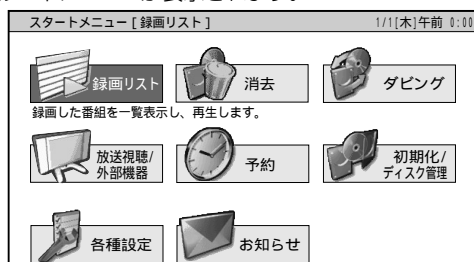 スタートメニュー [ 録画リスト ] 1/1[木]午前 0:00
録画リスト 消去 ダビング
録画した番組を一覧表示し、再生します。
放送視聴/
外部機器
予約
初期化/
ディスク管理
各種設定 お知らせ